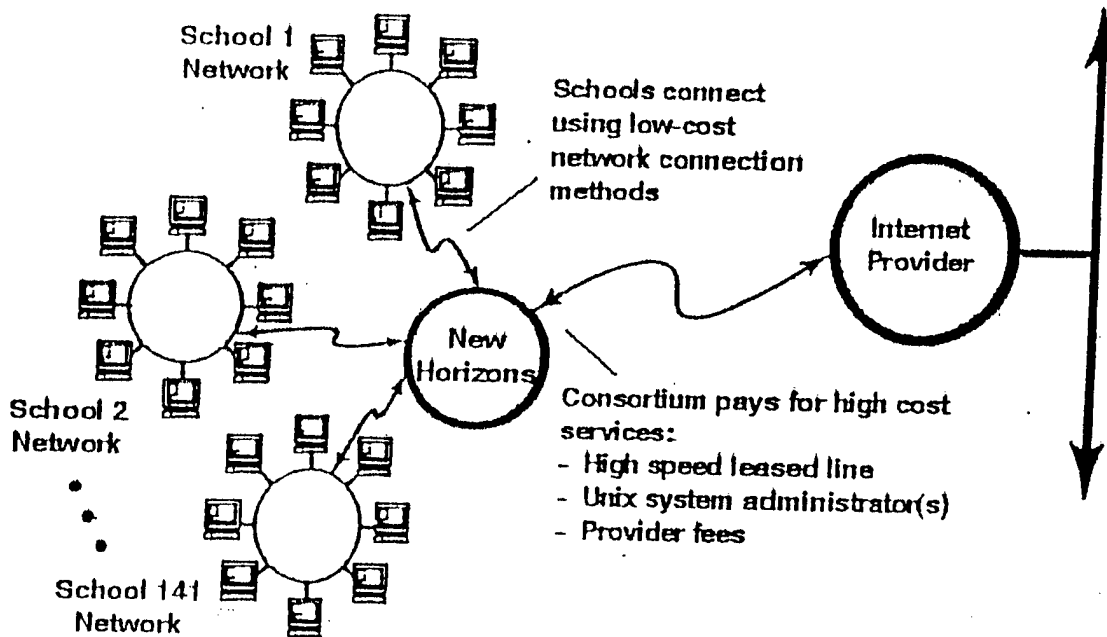 School 1
Network
Schools connect
using low-cost
network connection
methods
Internet
Provider
New
Horizons
School 2
Network
Consortium pays for high cost
services:
- High speed leased line
- Unix system administrator(s)
- Provider fees
School 141
Network